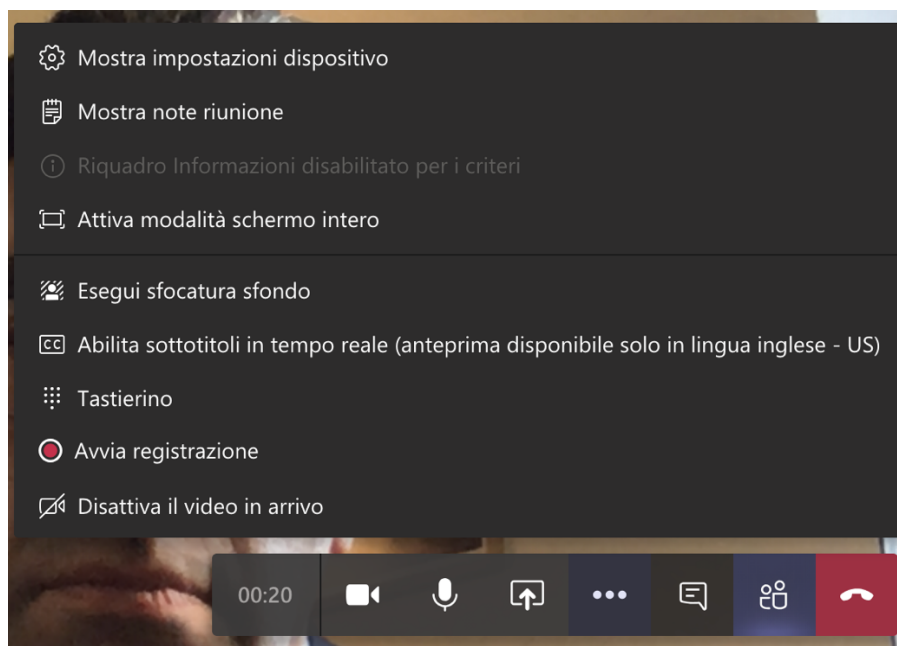 Mostra impostazioni dispositivo
Mostra note riunione
Riquadro Informazioni disabilitato per i criteri
Attiva modalità schermo intero
Esegui sfocatura sfondo
CC Abilita sottotitoli in tempo reale (anteprima disponibile solo in lingua inglese - US)
Tastierino
Avvia registrazione
Disattiva il video in arrivo
00:20